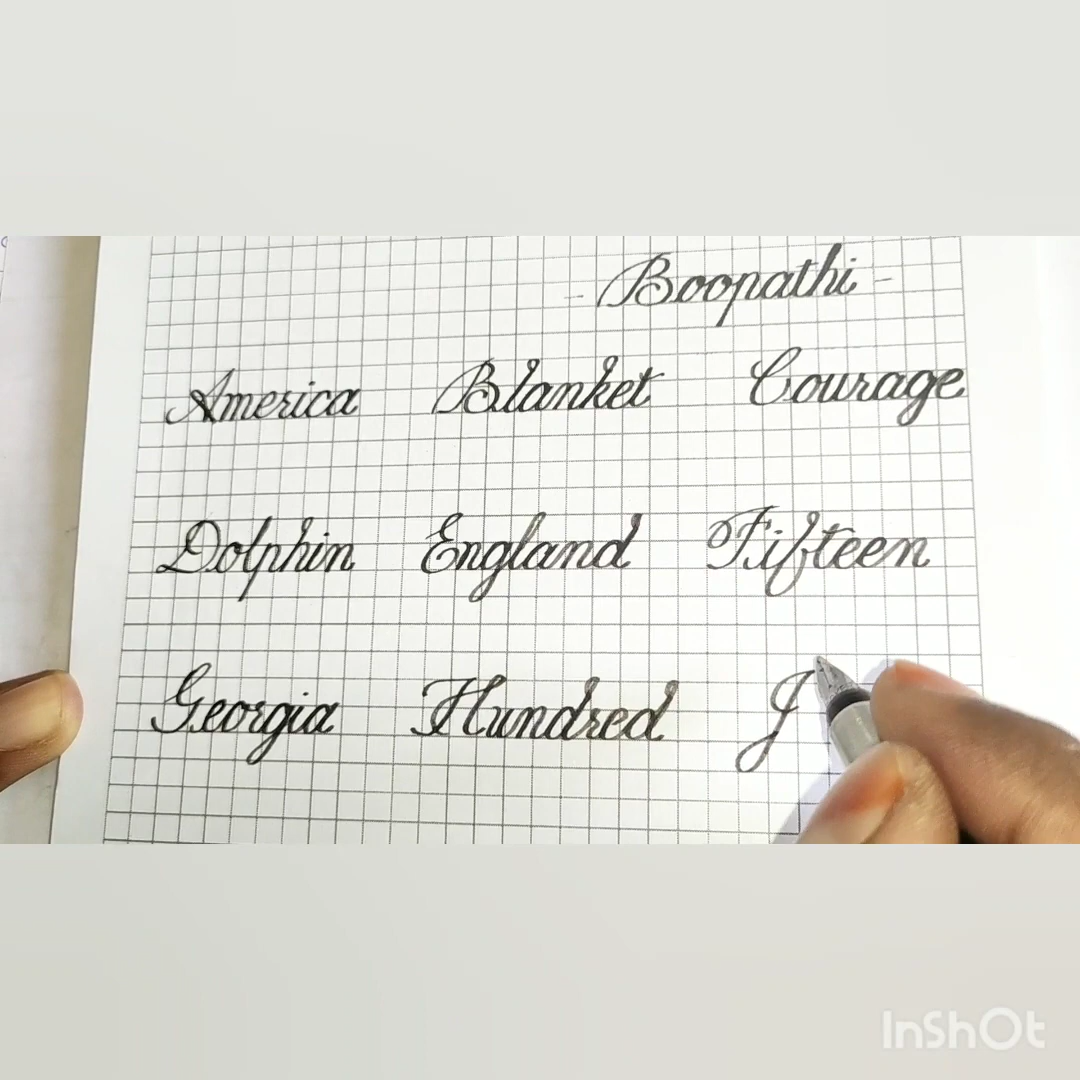 - Boopathi -
America Blanket Courage
Dolphin England Fifteen
Georgia Hundred J
InShOt